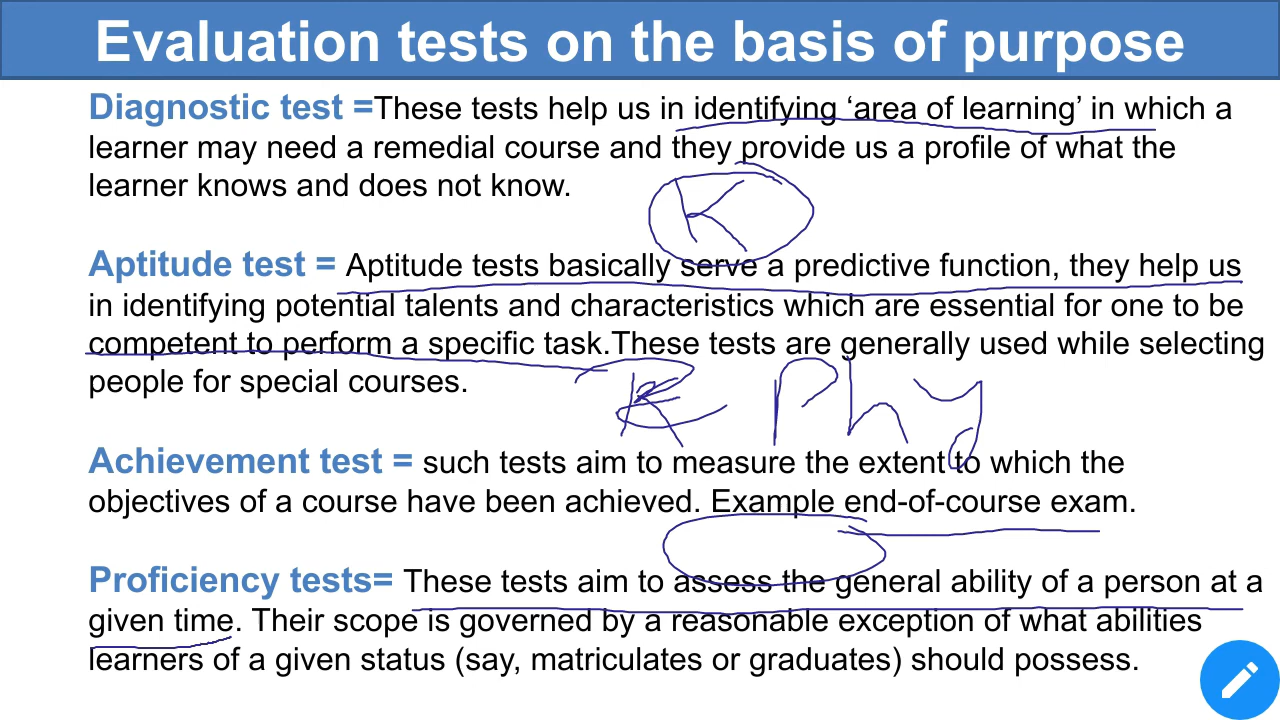 Evaluation tests on the basis of purpose
Diagnostic test =These tests help us in identifying ‘area of learning’ in which a
learner may need a remedial course and they provide us a profile of what the
learner knows and does not know.
K
Aptitude test = Aptitude tests basically serve a predictive function, they help us
in identifying potential talents and characteristics which are essential for one to be
competent to perform a specific task.These tests are generally used while selecting
people for special courses.
R Phy
Achievement test = such tests aim to measure the extent to which the
objectives of a course have been achieved. Example end-of-course exam.
Proficiency tests= These tests aim to assess the general ability of a person at a
given time. Their scope is governed by a reasonable exception of what abilities
learners of a given status (say, matriculates or graduates) should possess.